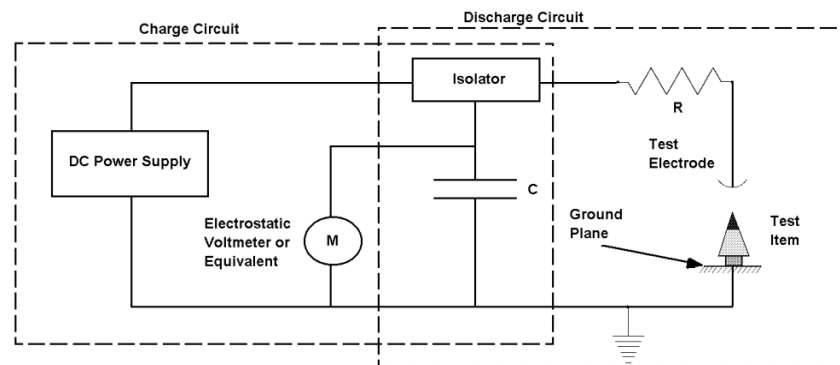 Charge Circuit
Discharge Circuit
Isolator
R
DC Power Supply
Test
Electrode
C
Electrostatic
Voltmeter or
Equivalent
M
Ground
Plane
Test
Item